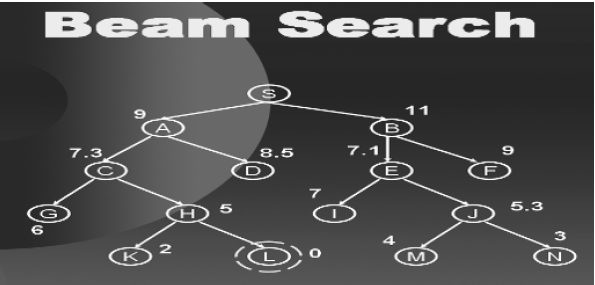 Beam Search
S
9 11
A B
7.3 8.5 7.1 9
C D E F
7 5 5.3
G H I J
6
4 3
K 2 L 0 M N